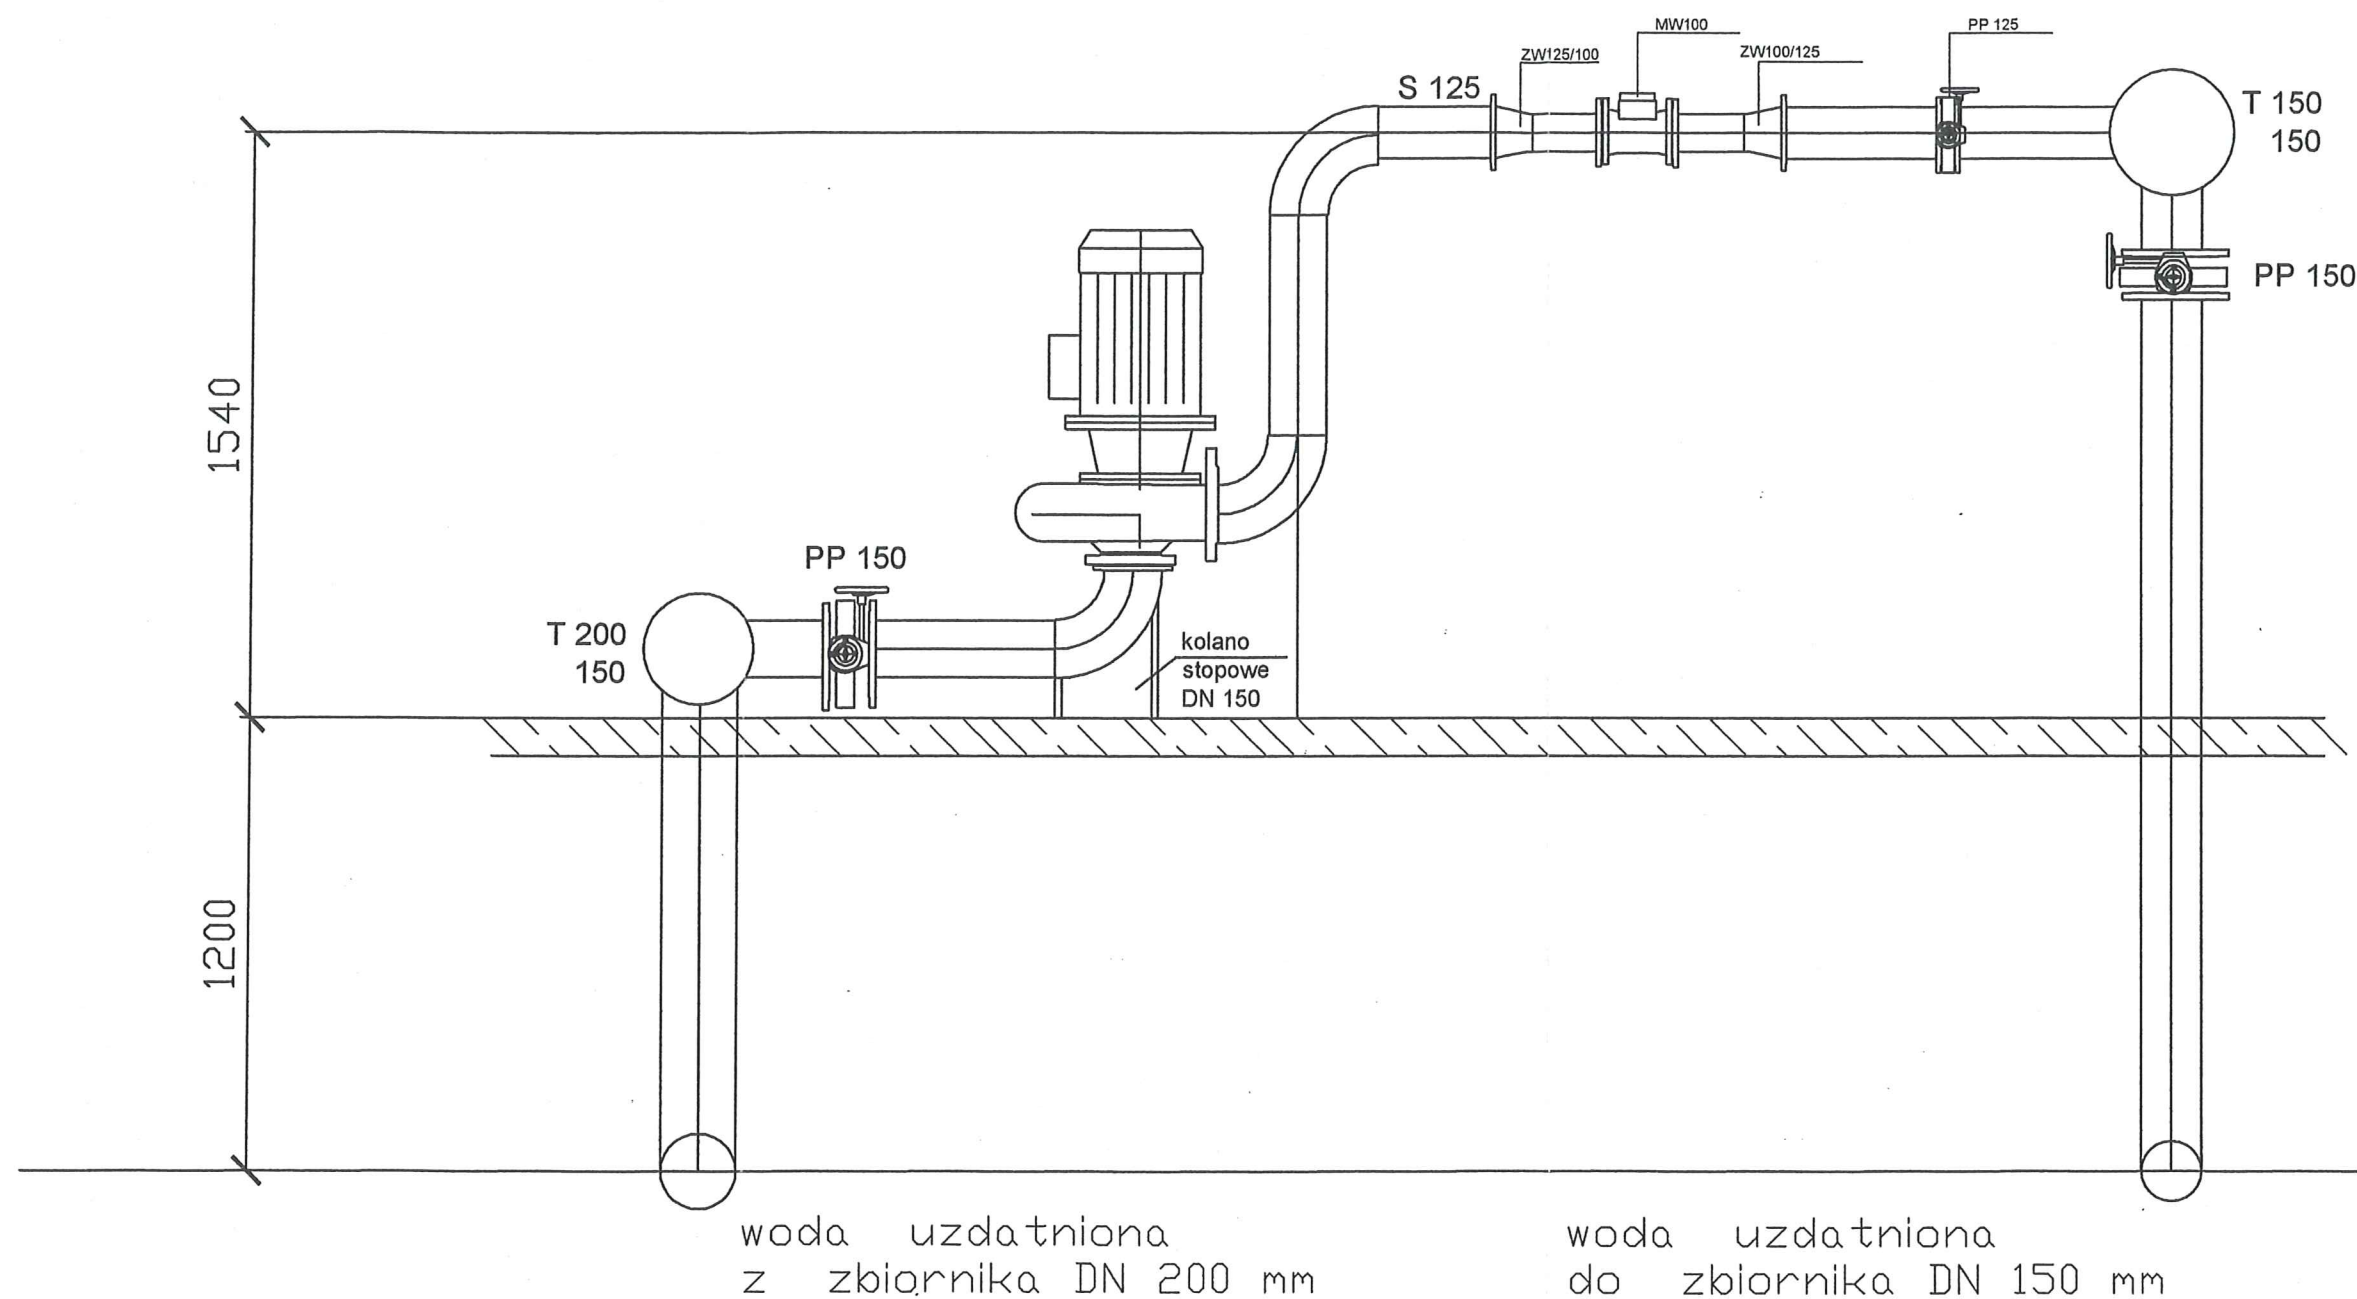 MW100
PP 125
ZW125/100
ZW100/125
S 125
T 150
150
PP 150
1540
PP 150
T 200
150
kolano
stopowe
DN 150
1200
woda uzdatniona
z zbiornika DN 200 mm
woda uzdatniona
do zbiornika DN 150 mm